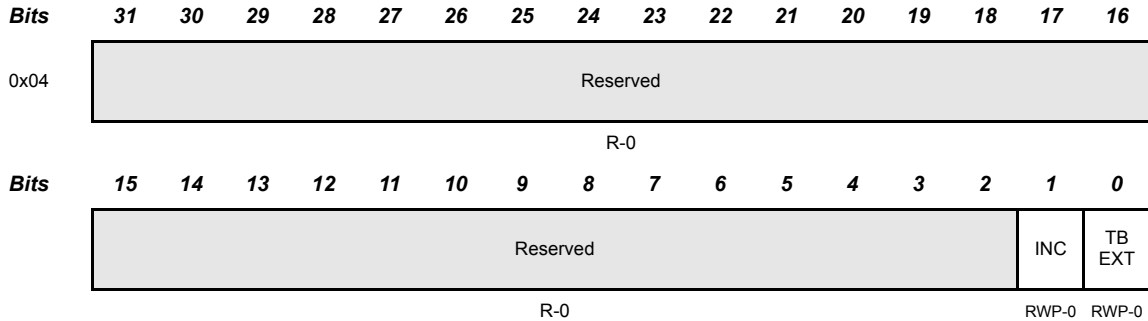 Bits 31 30 29 28 27 26 25 24 23 22 21 20 19 18 17 16
0x04 Reserved
R-0
Bits 15 14 13 12 11 10 9 8 7 6 5 4 3 2 1 0
Reserved INC TB
EXT
R-0 RWP-0 RWP-0